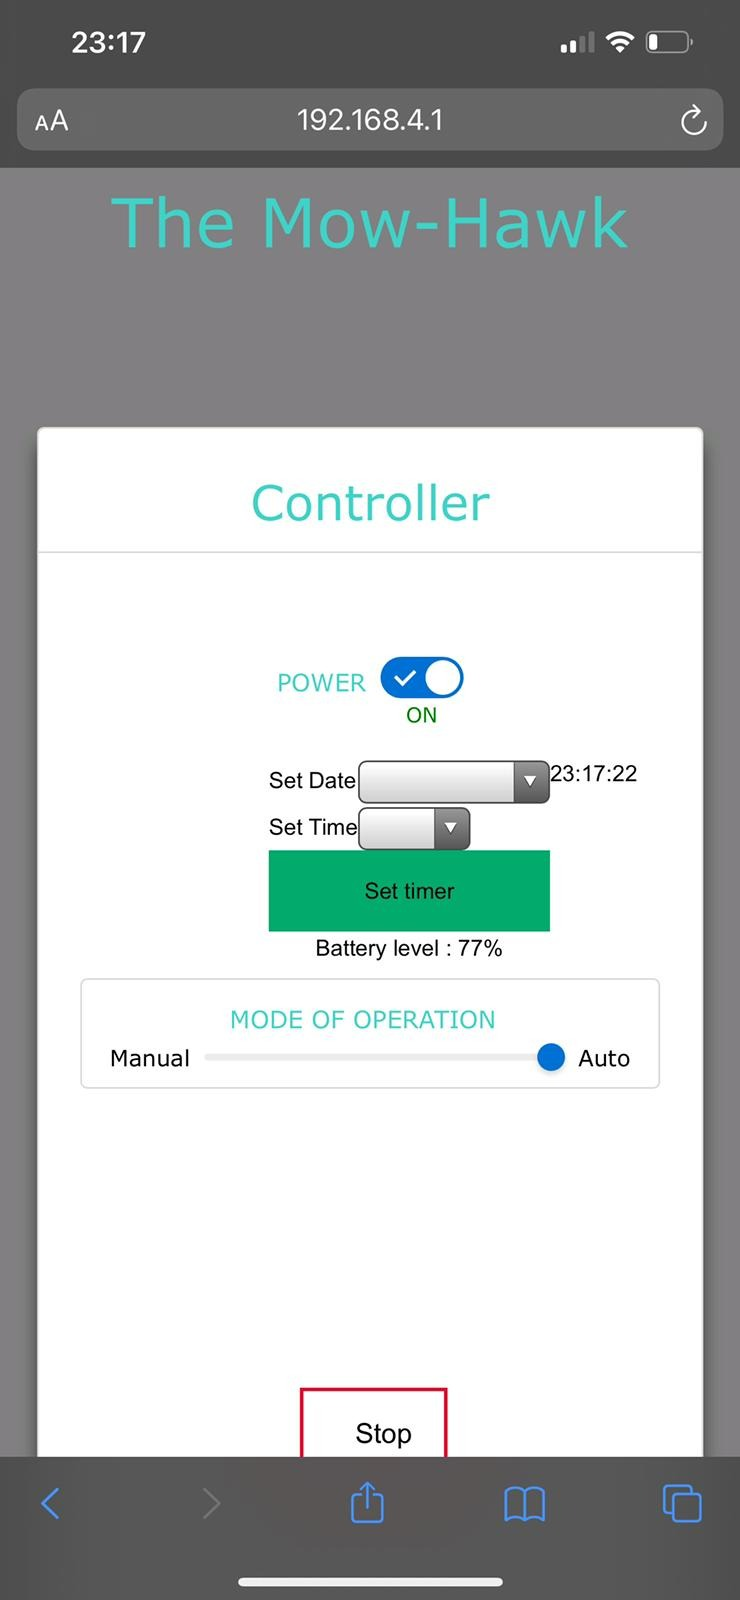 23:17
AA 192.168.4.1
The Mow-Hawk
Controller
POWER
ON
Set Date 23:17:22
Set Time
Set timer
Battery level : 77%
MODE OF OPERATION
Manual Auto
Stop